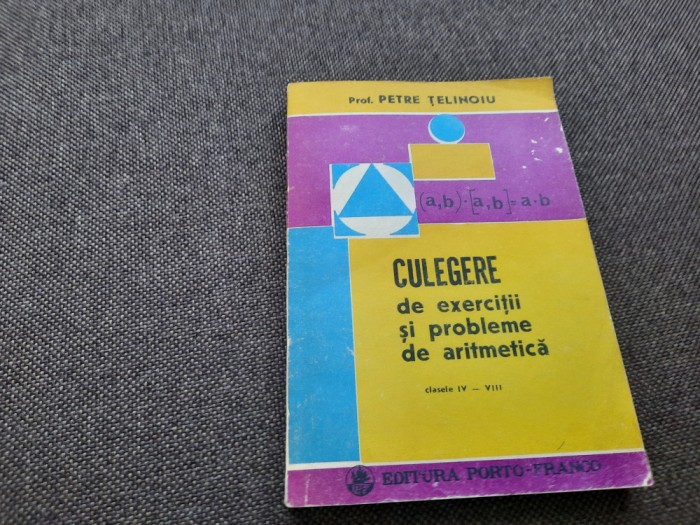 Prof. PETRE ȚELINOIU
(a,b)·[a,b]=a·b
CULEGERE
de exerciții
și probleme
de aritmetică
clasele IV — VIII
EDITURA PORTO-FRANCO